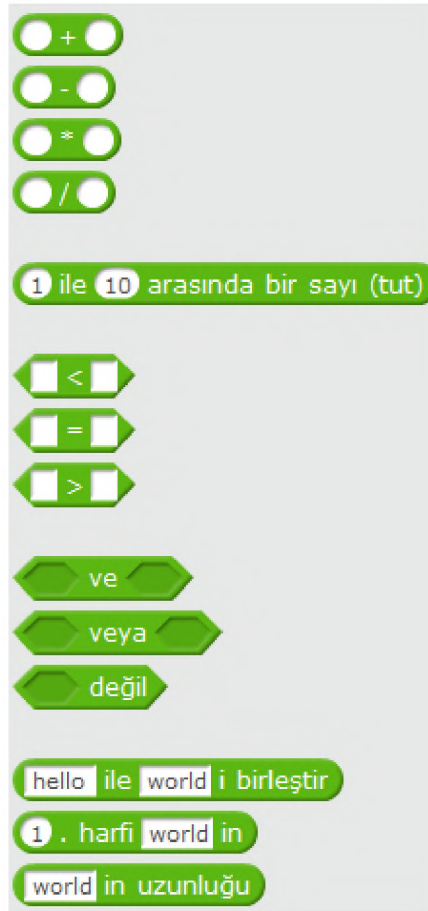 +
-
*
/
1 ile 10 arasında bir sayı (tut)
<
=
>
ve
veya
değil
hello ile world i birleştir
1 . harfi world in
world in uzunluğu